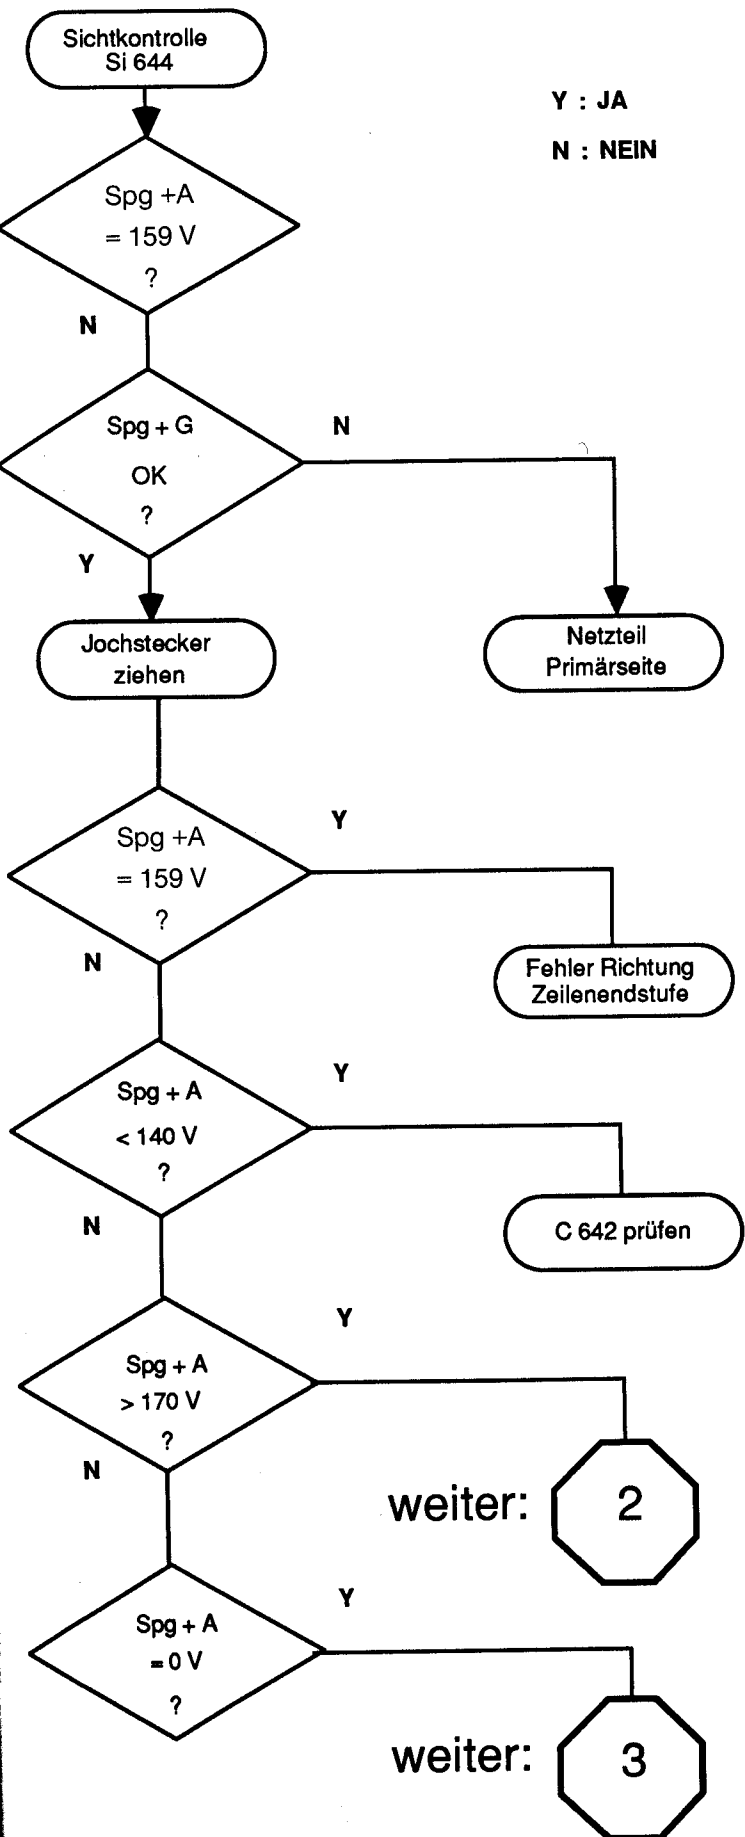 Sichtkontrolle
Si 644
Y : JA
N : NEIN
Spg +A
= 159 V
?
N
Spg + G
OK
?
N
Y
Jochstecker
ziehen
Netzteil
Primärseite
Spg +A
= 159 V
?
Y
N
Fehler Richtung
Zeilenendstufe
Spg + A
< 140 V
?
Y
N
C 642 prüfen
Spg + A
> 170 V
?
Y
N
weiter: 2
Spg + A
= 0 V
?
Y
weiter: 3